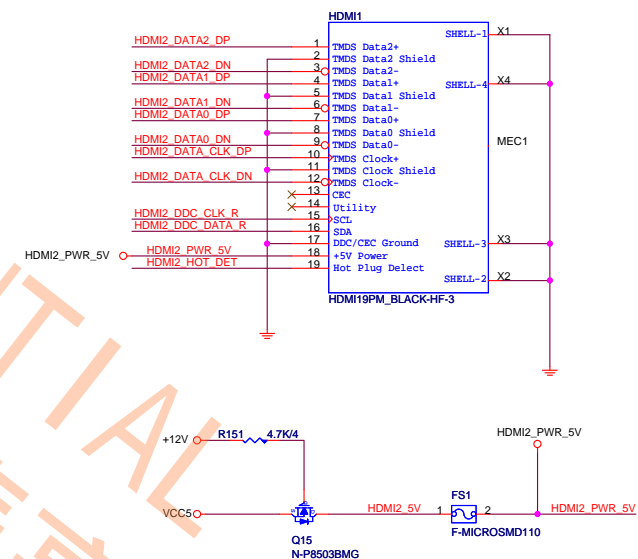 HDMI1
HDMI2_DATA2_DP 1 TMDS Data2+ SHELL-1 X1
2 TMDS Data2 Shield
HDMI2_DATA2_DN 3 TMDS Data2-
HDMI2_DATA1_DP 4 TMDS Data1+ SHELL-4 X4
5 TMDS Data1 Shield
HDMI2_DATA1_DN 6 TMDS Data1-
HDMI2_DATA0_DP 7 TMDS Data0+
8 TMDS Data0 Shield
HDMI2_DATA0_DN 9 TMDS Data0- MEC1
HDMI2_DATA_CLK_DP 10 TMDS Clock+
11 TMDS Clock Shield
HDMI2_DATA_CLK_DN 12 TMDS Clock-
13 CEC
14 Utility
HDMI2_DDC_CLK_R 15 SCL
HDMI2_DDC_DATA_R 16 SDA
17 DDC/CEC Ground SHELL-3 X3
HDMI2_PWR_5V HDMI2_PWR_5V 18 +5V Power
HDMI2_HOT_DET 19 Hot Plug Delect
SHELL-2 X2
HDMI19PM_BLACK-HF-3
+12V R151 4.7K/4 HDMI2_PWR_5V
VCC5 HDMI2_5V 1 FS1 2 HDMI2_PWR_5V
F-MICROSMD110
Q15
N-P8503BMG
TIAL